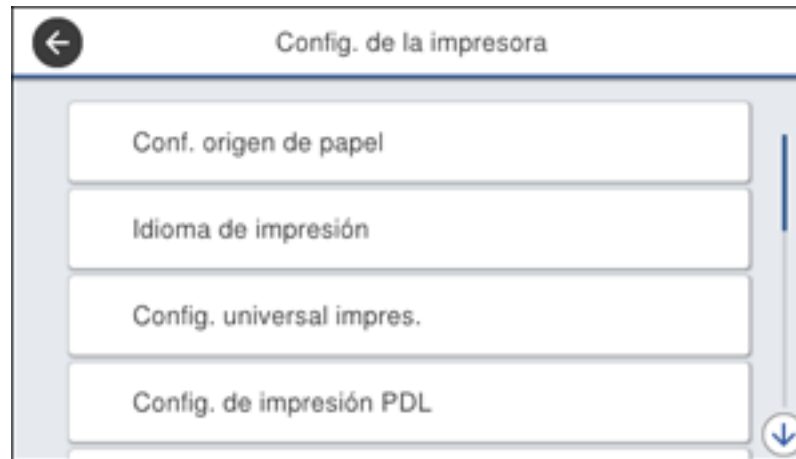 Config. de la impresora
Conf. origen de papel
Idioma de impresión
Config. universal impres.
Config. de impresión PDL